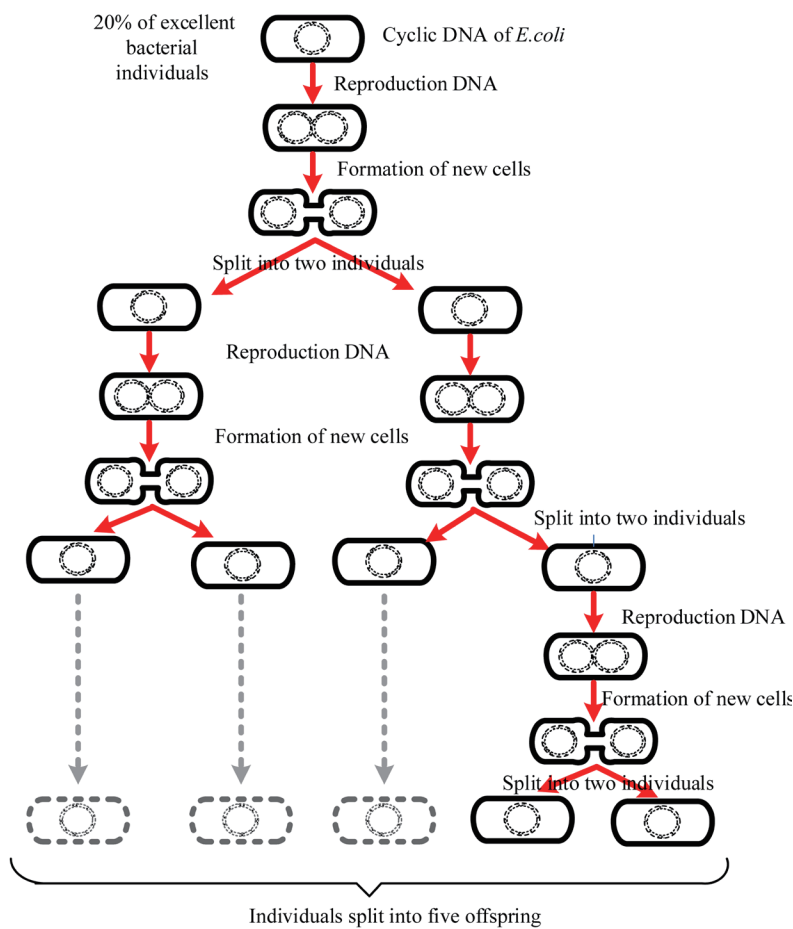 20% of excellent
bacterial
individuals
Cyclic DNA of E.coli
Reproduction DNA
Formation of new cells
Split into two individuals
Reproduction DNA
Formation of new cells
Split into two individuals
Reproduction DNA
Formation of new cells
Split into two individuals
Individuals split into five offspring